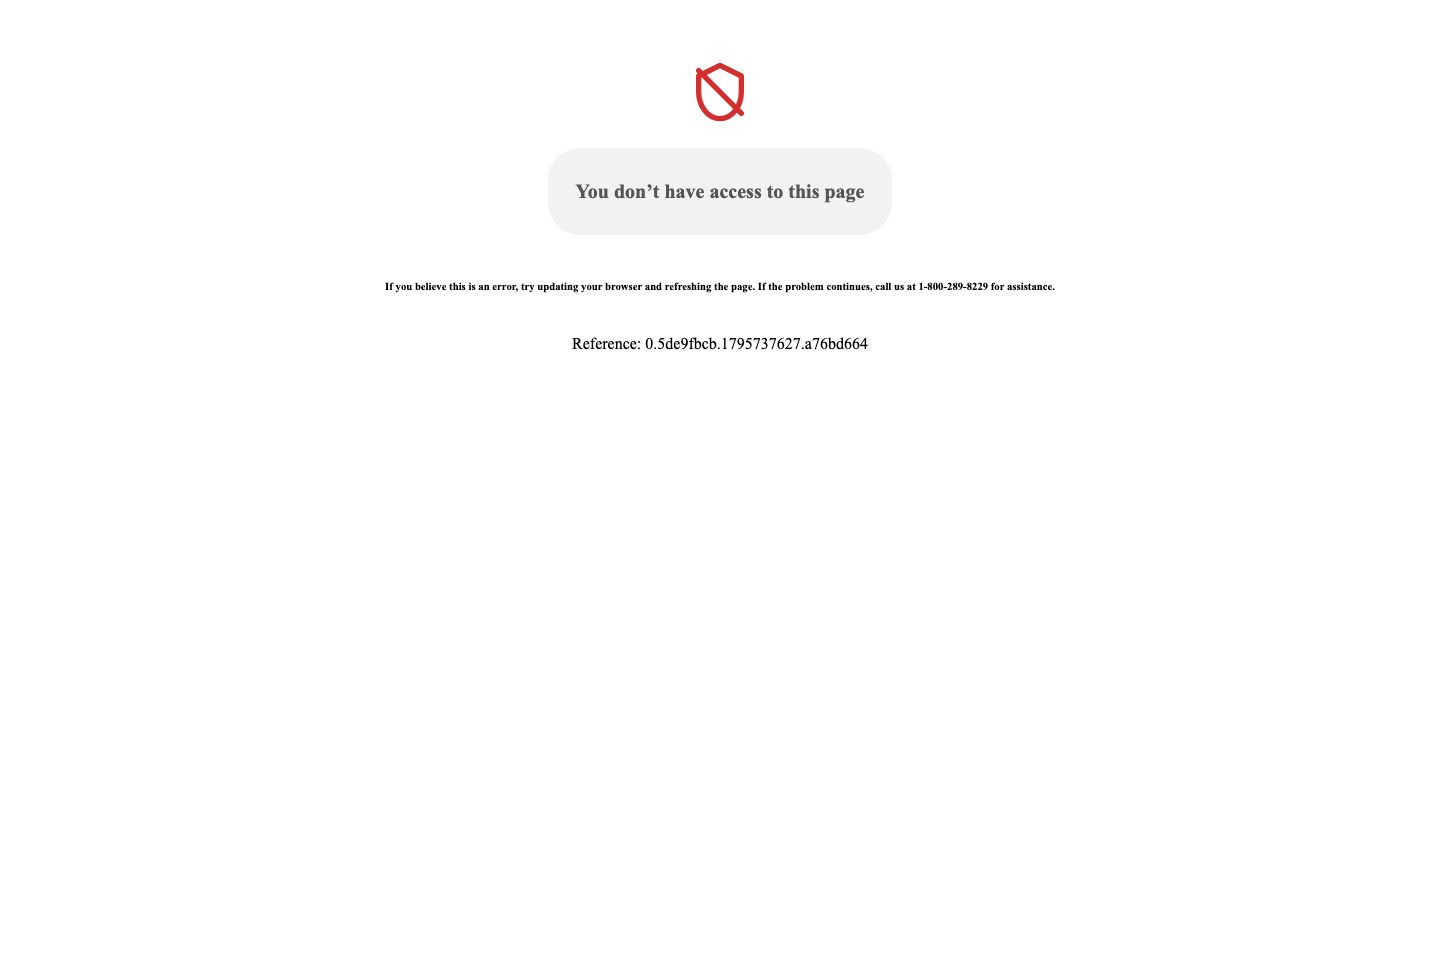 You don’t have access to this page
If you believe this is an error, try updating your browser and refreshing the page. If the problem continues, call us at 1-800-289-8229 for assistance.
Reference: 0.5de9fbcb.1795737627.a76bd664